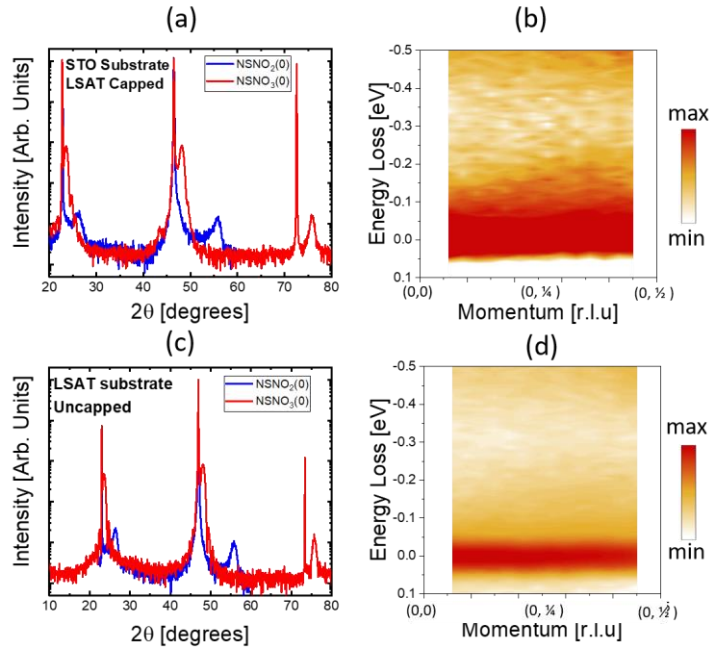 (a)
STO Substrate
LSAT Capped
NSNO₂(0)
NSNO₃(0)
Intensity [Arb. Units]
20 30 40 50 60 70 80
2θ [degrees]
(b)
-0.5
-0.4
-0.3
-0.2
-0.1
0.0
0.1
Energy Loss [eV]
(0,0) (0, ¼) (0, ½ )
Momentum [r.l.u]
max
min
(c)
LSAT substrate
Uncapped
NSNO₂(0)
NSNO₃(0)
Intensity [Arb. Units]
10 20 30 40 50 60 70 80
2θ [degrees]
(d)
-0.5
-0.4
-0.3
-0.2
-0.1
0.0
0.1
Energy Loss [eV]
(0,0) (0, ¼) (0, ½)
Momentum [r.l.u]
max
min